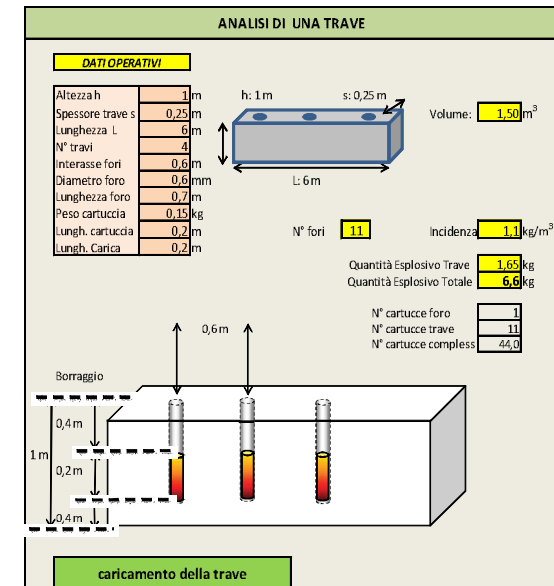 ANALISI DI UNA TRAVE
DATI OPERATIVI
Altezza h 1 m
Spessore trave s 0,25 m
Lunghezza L 6 m
N° travi 4
Interasse fori 0,6 m
Diametro foro 0,6 mm
Lunghezza foro 0,7 m
Peso cartuccia 0,15 kg
Lungh. cartuccia 0,2 m
Lungh. Carica 0,2 m
h: 1 m
s: 0,25 m
L: 6 m
Volume: 1,50 m³
N° fori 11
Incidenza 1,1 kg/m³
Quantità Esplosivo Trave 1,65 kg
Quantità Esplosivo Totale 6,6 kg
N° cartucce foro 1
N° cartucce trave 11
N° cartucce compless 44,0
0,6 m
Borraggio
0,4 m
1 m
0,2 m
0,4 m
caricamento della trave